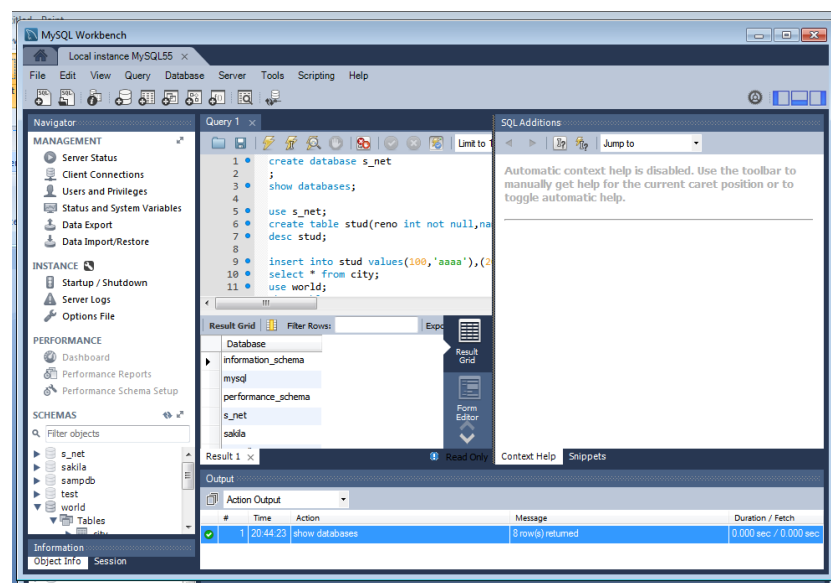 MySQL Workbench
Local instance MySQL55 ×
File Edit View Query Database Server Tools Scripting Help
Navigator
MANAGEMENT
Server Status
Client Connections
Users and Privileges
Status and System Variables
Data Export
Data Import/Restore
INSTANCE
Startup / Shutdown
Server Logs
Options File
PERFORMANCE
Dashboard
Performance Reports
Performance Schema Setup
SCHEMAS
Filter objects
s_net
sakila
sampdb
test
world
Tables
city
Information
Object Info Session
Query 1 ×
Limit to 1
1 create database s_net
2 ;
3 show databases;
4
5 use s_net;
6 create table stud(reno int not null,na
7 desc stud;
8
9 insert into stud values(100,'aaaa'),(2
10 select * from city;
11 use world;
Result Grid Filter Rows: Expo
Database
information_schema
mysql
performance_schema
s_net
sakila
Result Grid
Form Editor
Result 1 × Read Only
SQL Additions
Jump to
Automatic context help is disabled. Use the toolbar to
manually get help for the current caret position or to
toggle automatic help.
Context Help Snippets
Output
Action Output
# Time Action Message Duration / Fetch
1 20:44:23 show databases 8 row(s) returned 0.000 sec / 0.000 sec